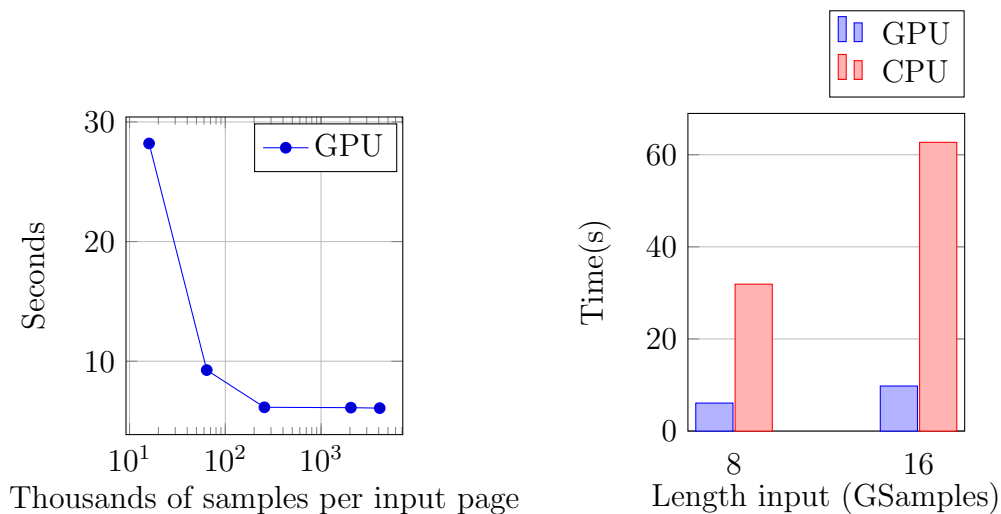 30
20
10
10^1 10^2 10^3
Seconds
Thousands of samples per input page
GPU
GPU
CPU
60
40
20
0
8 16
Time(s)
Length input (GSamples)